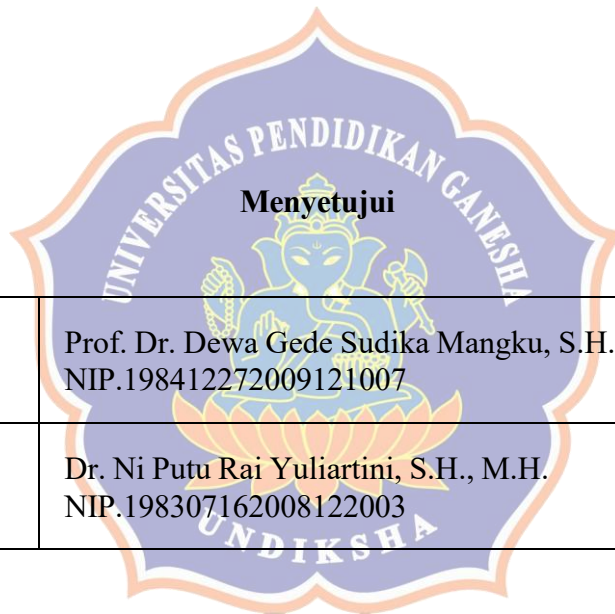 UNIVERSITAS PENDIDIKAN GANESHA
Menyetujui
Prof. Dr. Dewa Gede Sudika Mangku, S.H.
NIP.198412272009121007
Dr. Ni Putu Rai Yuliartini, S.H., M.H.
NIP.198307162008122003
UNDIKSHA